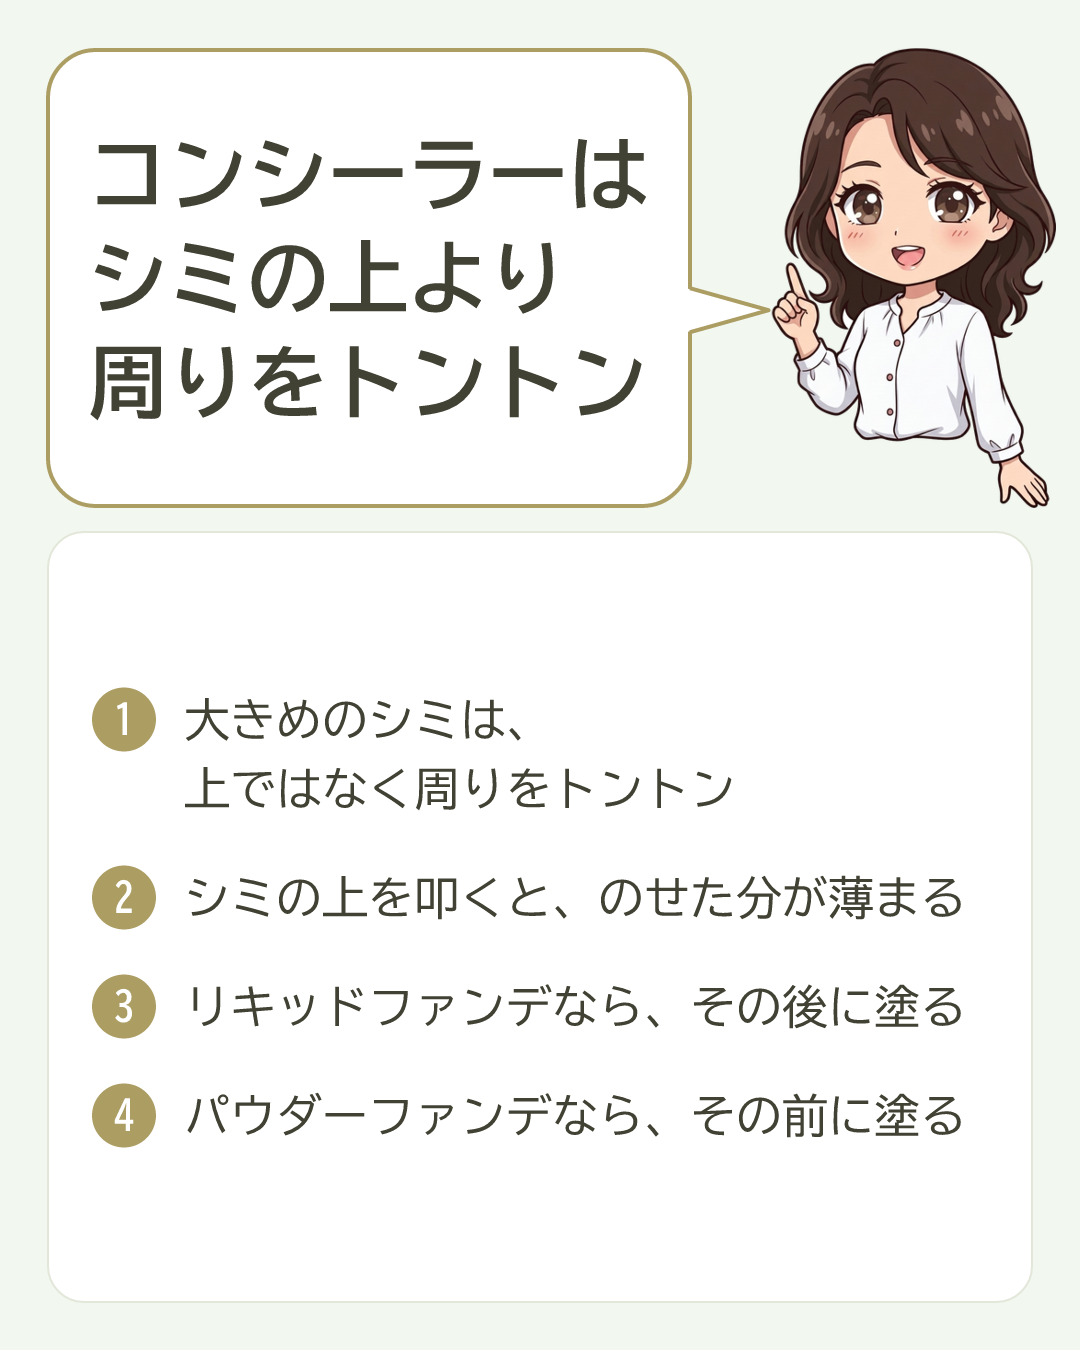 コンシーラーは
シミの上より
周りをトントン
1 大きめのシミは、
上ではなく周りをトントン
2 シミの上を叩くと、のせた分が薄まる
3 リキッドファンデなら、その後に塗る
4 パウダーファンデなら、その前に塗る